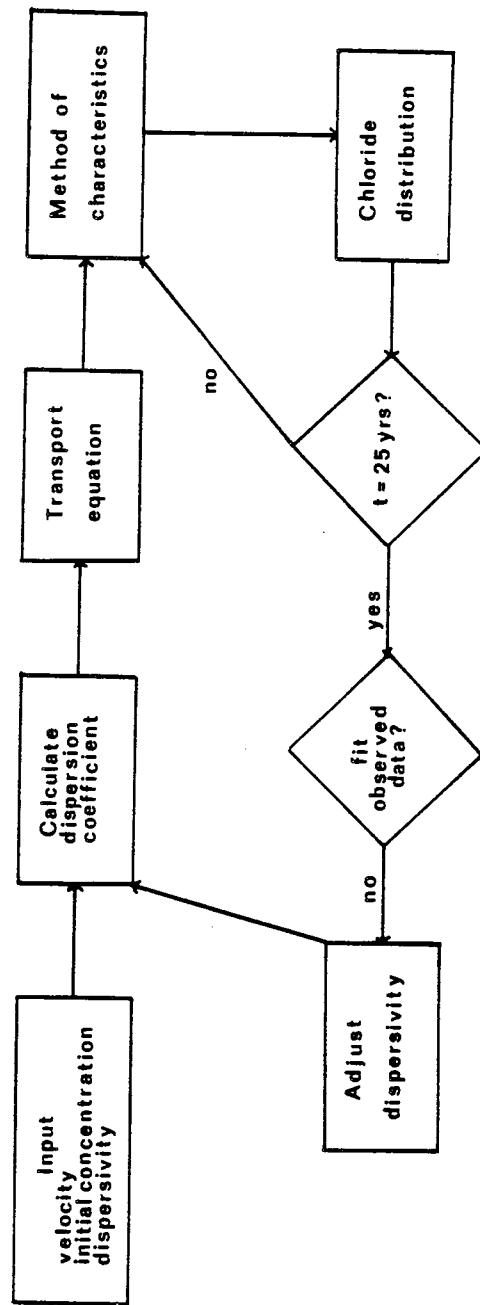 Input
velocity
initial concentration
dispersivity
Calculate
dispersion
coefficient
Transport
equation
Method of
characteristics
Chloride
distribution
t = 25 yrs?
no
yes
fit
observed
data?
no
Adjust
dispersivity